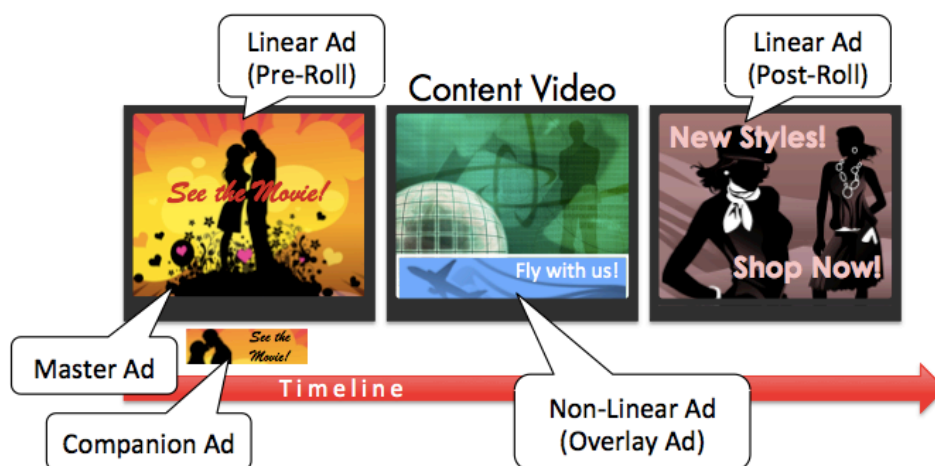 Linear Ad
(Pre-Roll)
Linear Ad
(Post-Roll)
Content Video
See the Movie!
New Styles!
Fly with us!
Shop Now!
See the
Movie!
Master Ad
Timeline
Companion Ad
Non-Linear Ad
(Overlay Ad)